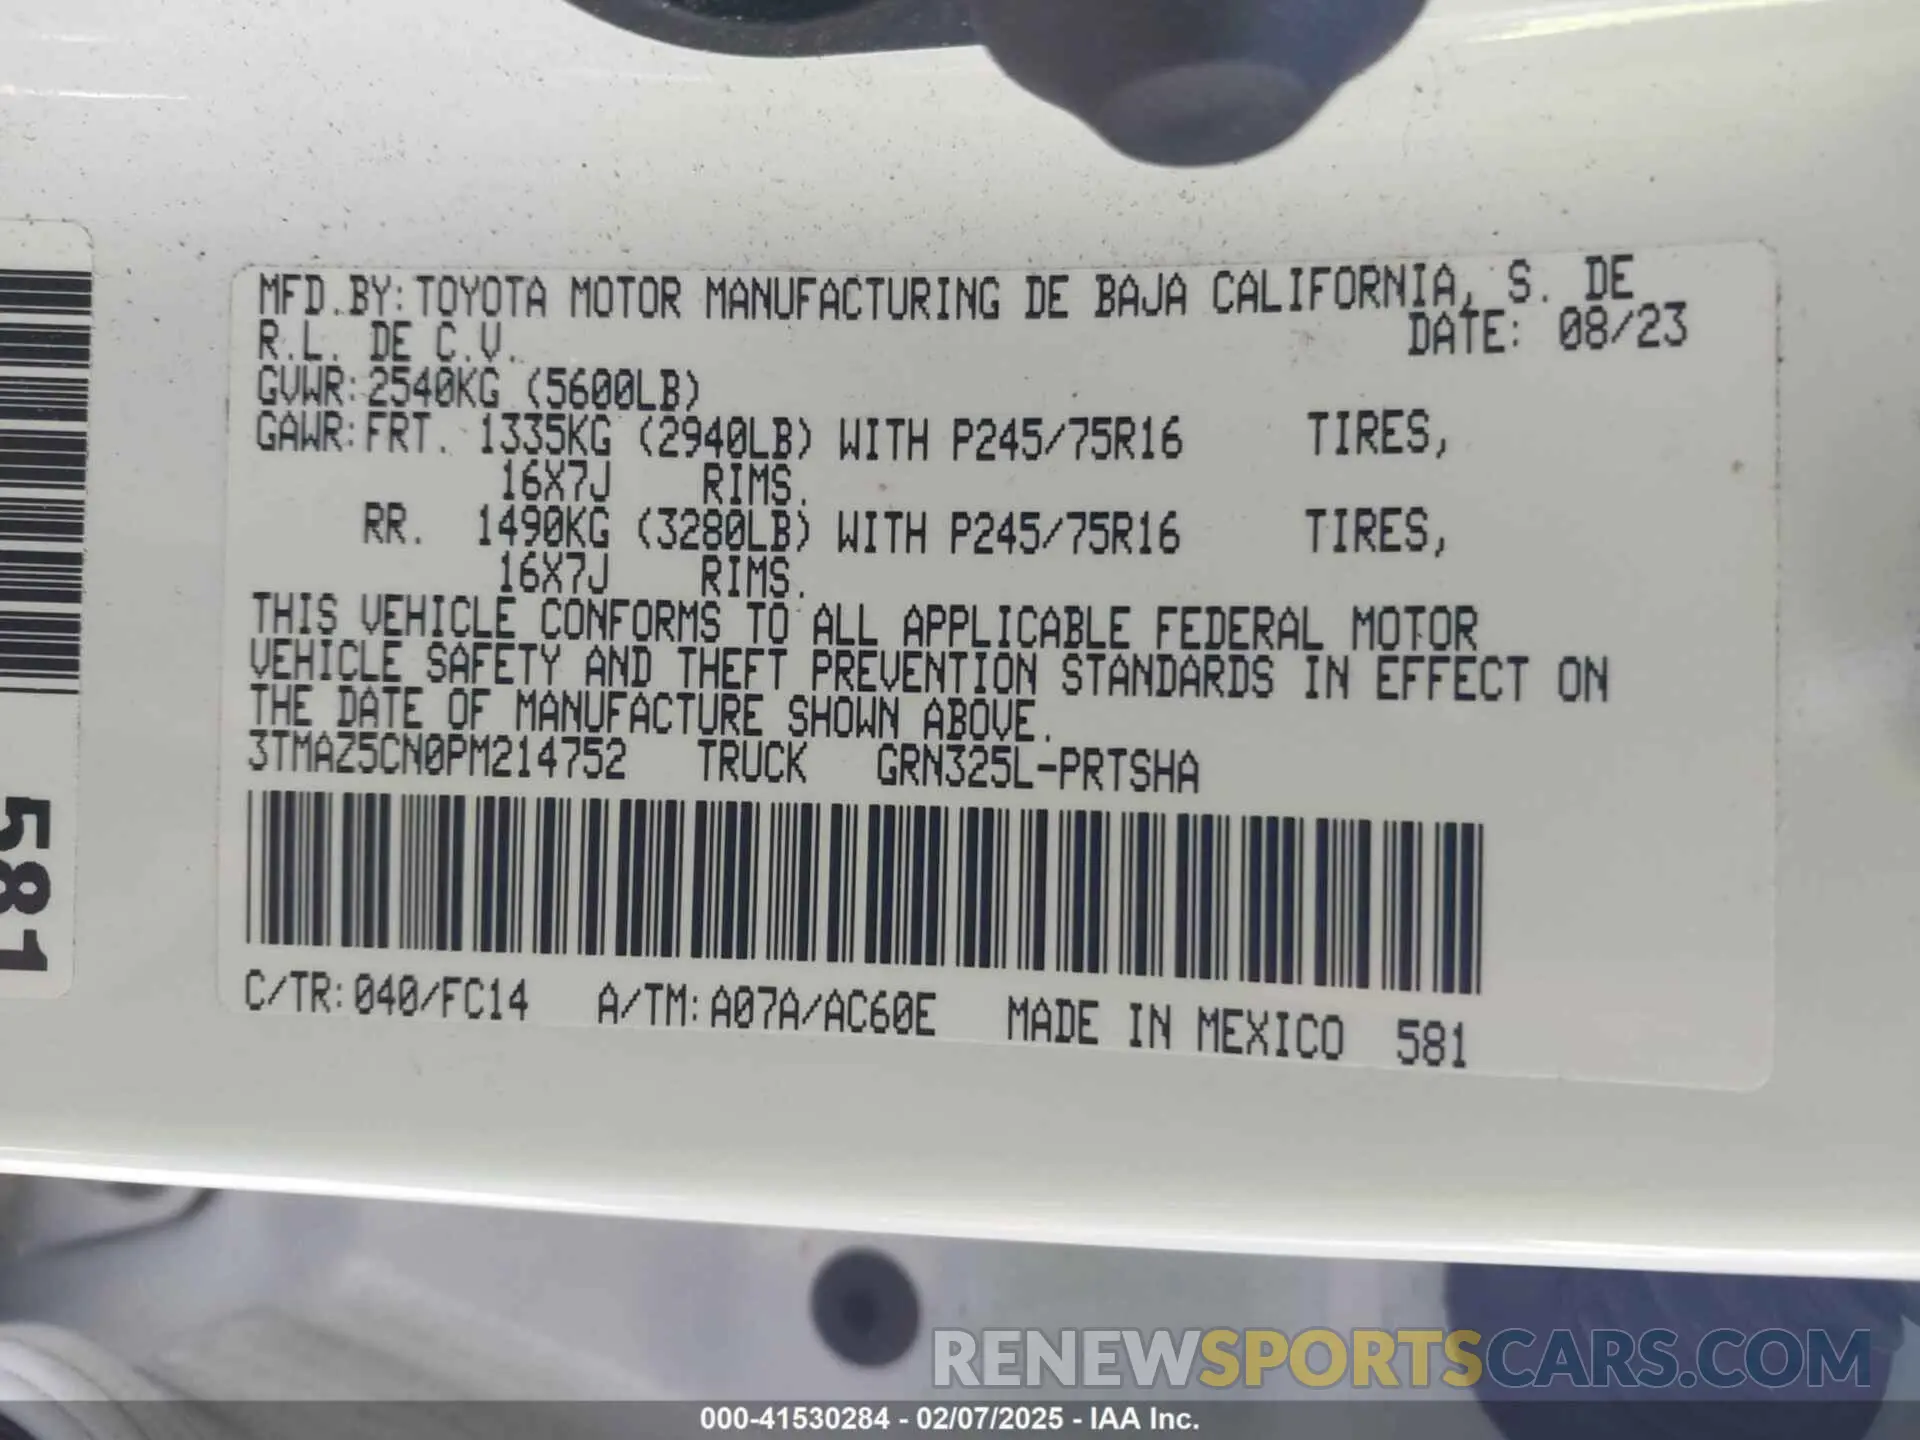 MFD.BY:TOYOTA MOTOR MANUFACTURING DE BAJA CALIFORNIA, S. DE
R.L. DE C.V. DATE: 08/23
GVWR:2540KG (5600LB)
GAWR:FRT. 1335KG (2940LB) WITH P245/75R16 TIRES,
16X7J RIMS.
RR. 1490KG (3280LB) WITH P245/75R16 TIRES,
16X7J RIMS.
THIS VEHICLE CONFORMS TO ALL APPLICABLE FEDERAL MOTOR
VEHICLE SAFETY AND THEFT PREVENTION STANDARDS IN EFFECT ON
THE DATE OF MANUFACTURE SHOWN ABOVE.
3TMAZ5CN0PM214752 TRUCK GRN325L-PRTSHA
C/TR:040/FC14 A/TM:A07A/AC60E MADE IN MEXICO 581
581
RENEWSPORTSCARS.COM
000-41530284 - 02/07/2025 - IAA Inc.